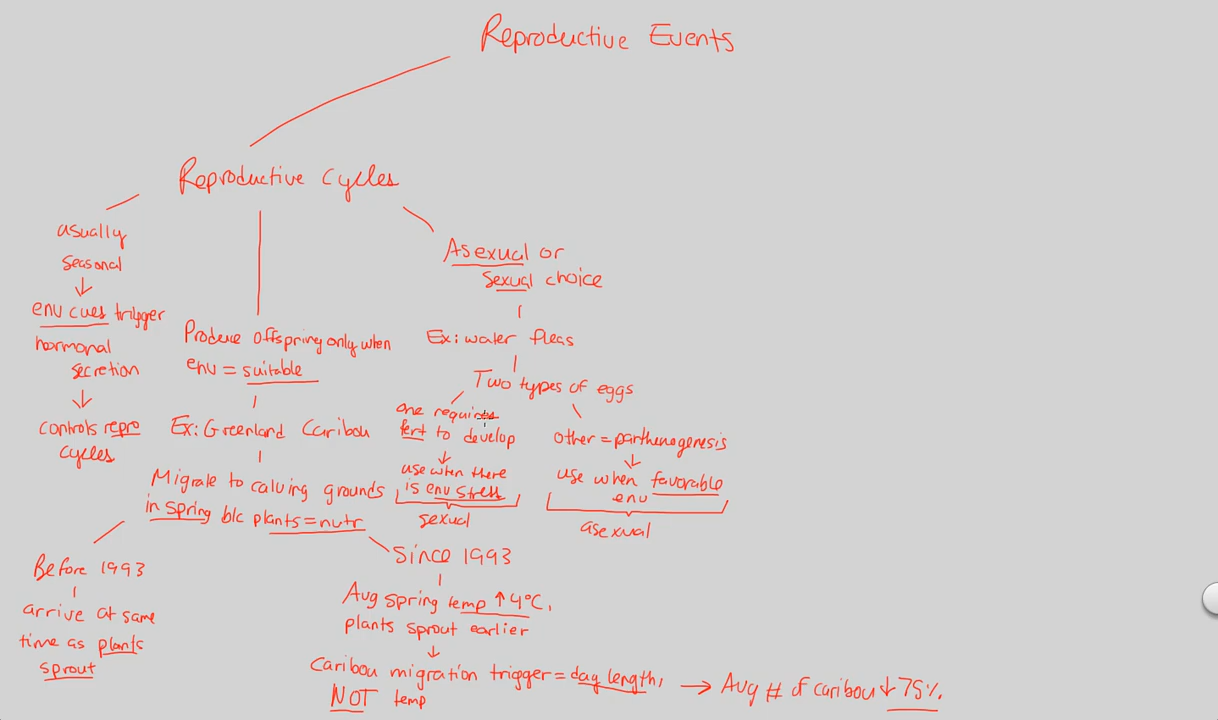 Reproductive Events
Reproductive cycles
usually
seasonal
↓
env cues trigger
hormonal
secretion
↓
controls repro
cycles
Produce offspring only when
env = suitable
Ex: Greenland Caribou
Migrate to calving grounds
in spring b/c plants = nutr
Before 1993
arrive at same
time as plants
sprout
Since 1993
Avg spring temp ↑ 4°C,
plants sprout earlier
↓
Caribou migration trigger = day length,
NOT temp
→ Avg # of caribou ↓ 75%
Asexual or
sexual choice
Ex: water fleas
Two types of eggs
one requires
fert to develop
↓
use when there
is env stress
sexual
other = parthenogenesis
↓
use when favorable
env
asexual